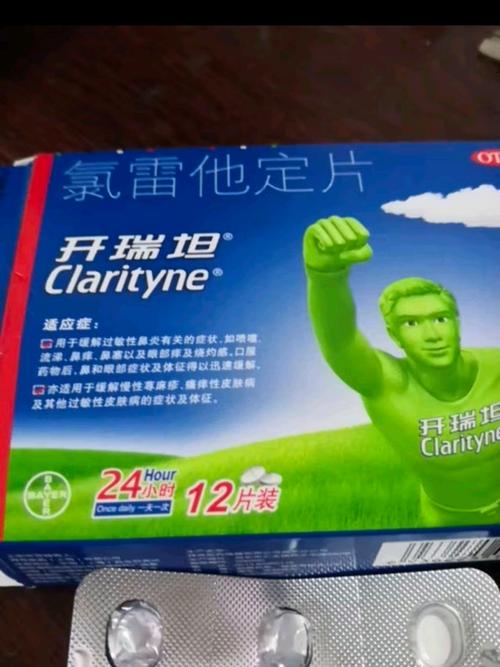 氯雷他定片
开瑞坦®
Clarityne®
适应症：
用于缓解过敏性鼻炎有关的症状，如喷嚏、
流涕、鼻痒、鼻塞以及眼部痒及烧灼感。口服
药物后，鼻和眼部症状及体征得以迅速缓解。
亦适用于缓解慢性荨麻疹、瘙痒性皮肤病
及其他过敏性皮肤病的症状及体征。
开瑞坦
Clarityne
BAYER
BAYER
24 Hour
小时
Once daily 一天一次
12片装